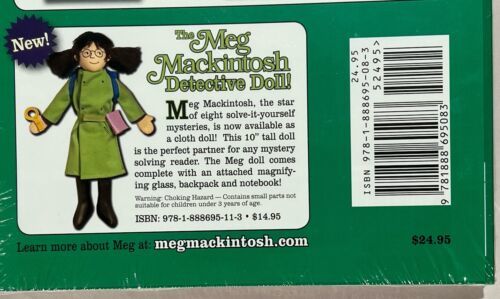 New!
The Meg
Mackintosh
Detective Doll!
Meg Mackintosh, the star
of eight solve-it-yourself
mysteries, is now available as
a cloth doll! This 10" tall doll
is the perfect partner for any mystery
solving reader. The Meg doll comes
complete with an attached magnify-
ing glass, backpack and notebook!
Warning: Choking Hazard — Contains small parts not
suitable for children under 3 years of age.
ISBN: 978-1-888695-11-3 • $14.95
Learn more about Meg at: megmackintosh.com
ISBN 978-1-888695-08-3
24.95
52495>
9 781888 695083
$24.95